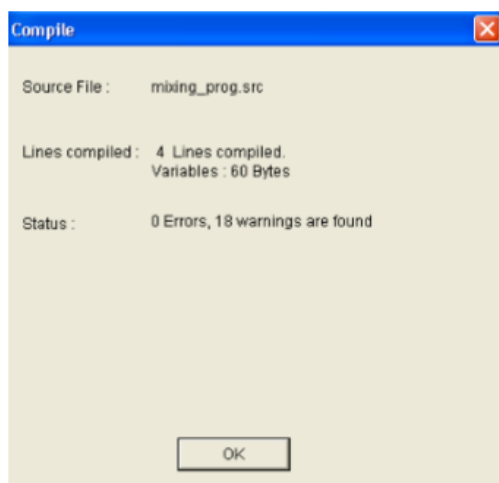 Compile
Source File : mixing_prog.src
Lines compiled : 4 Lines compiled.
Variables : 60 Bytes
Status : 0 Errors, 18 warnings are found
OK